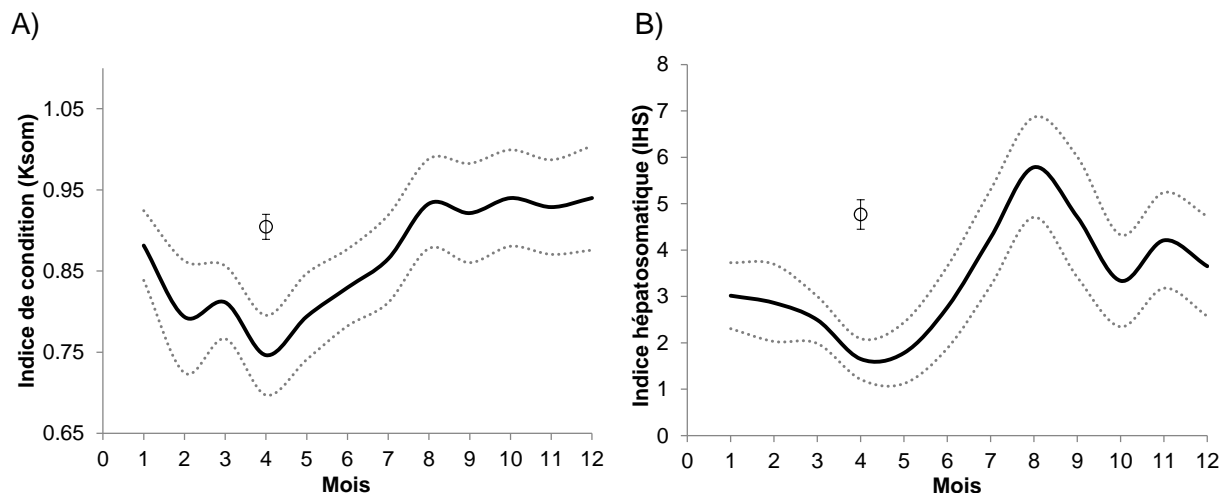 A)
Indice de condition (Ksom)
1.05
0.95
0.85
0.75
0.65
0 1 2 3 4 5 6 7 8 9 10 11 12
Mois
B)
Indice hépatosomatique (IHS)
8
7
6
5
4
3
2
1
0
0 1 2 3 4 5 6 7 8 9 10 11 12
Mois